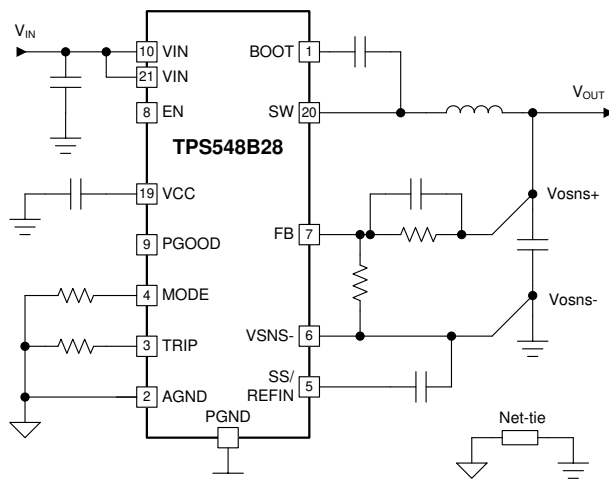 VIN
10 VIN
21 VIN
8 EN
TPS548B28
19 VCC
9 PGOOD
4 MODE
3 TRIP
2 AGND
PGND
BOOT 1
SW 20
VOUT
Vosns+
FB 7
Vosns-
VSNS- 6
SS/
REFIN 5
Net-tie